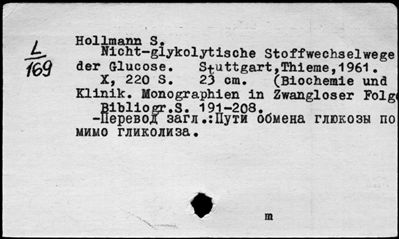 L
169
Hollmann S.
Nicht-glykolytische Stoffwechselwege
der Glucose. Stuttgart,Thieme,1961.
X, 220 S. 23 cm. (Biochemie und
Klinik. Monographien in Zwangloser Folge
Bibliogr.S. 191-208.
-Перевод загл.:Пути обмена глюкозы по
мимо гликолиза.
m